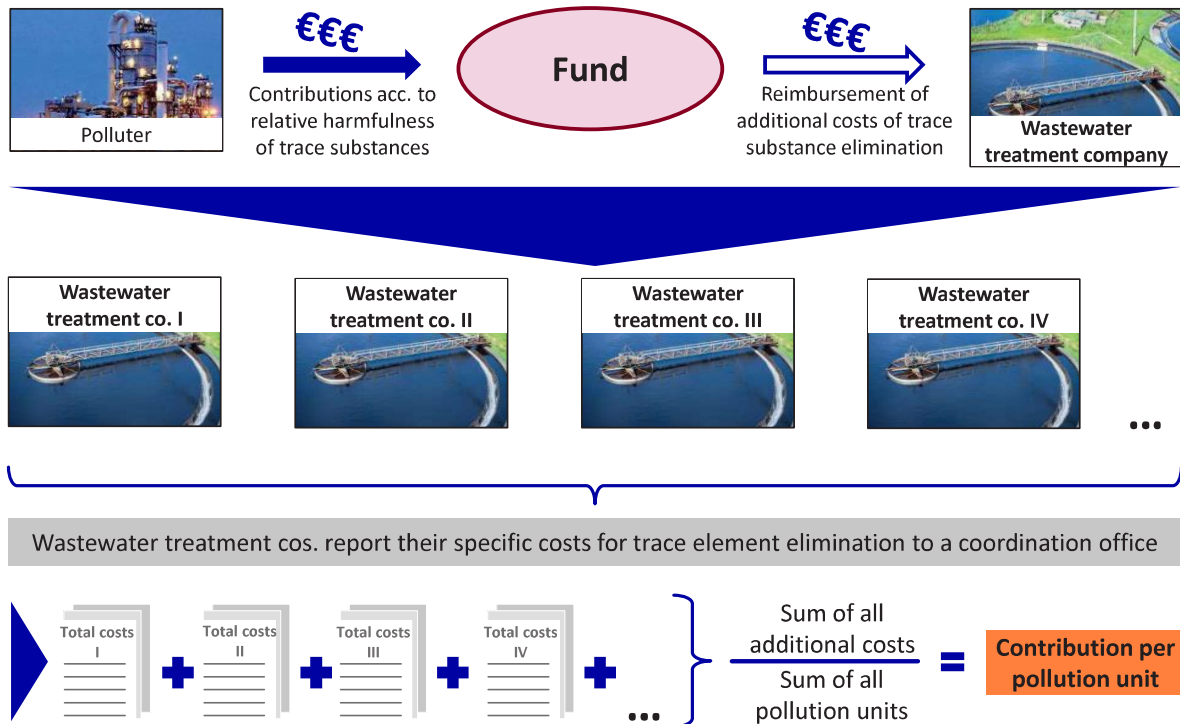 €€€
€€€
Fund
Polluter
Contributions acc. to
relative harmfulness
of trace substances
Reimbursement of
additional costs of trace
substance elimination
Wastewater
treatment company
Wastewater
treatment co. I
Wastewater
treatment co. II
Wastewater
treatment co. III
Wastewater
treatment co. IV
...
Wastewater treatment cos. report their specific costs for trace element elimination to a coordination office
Total costs
I
+
Total costs
II
+
Total costs
III
+
Total costs
IV
+
...
Sum of all
additional costs
Sum of all
pollution units
=
Contribution per
pollution unit